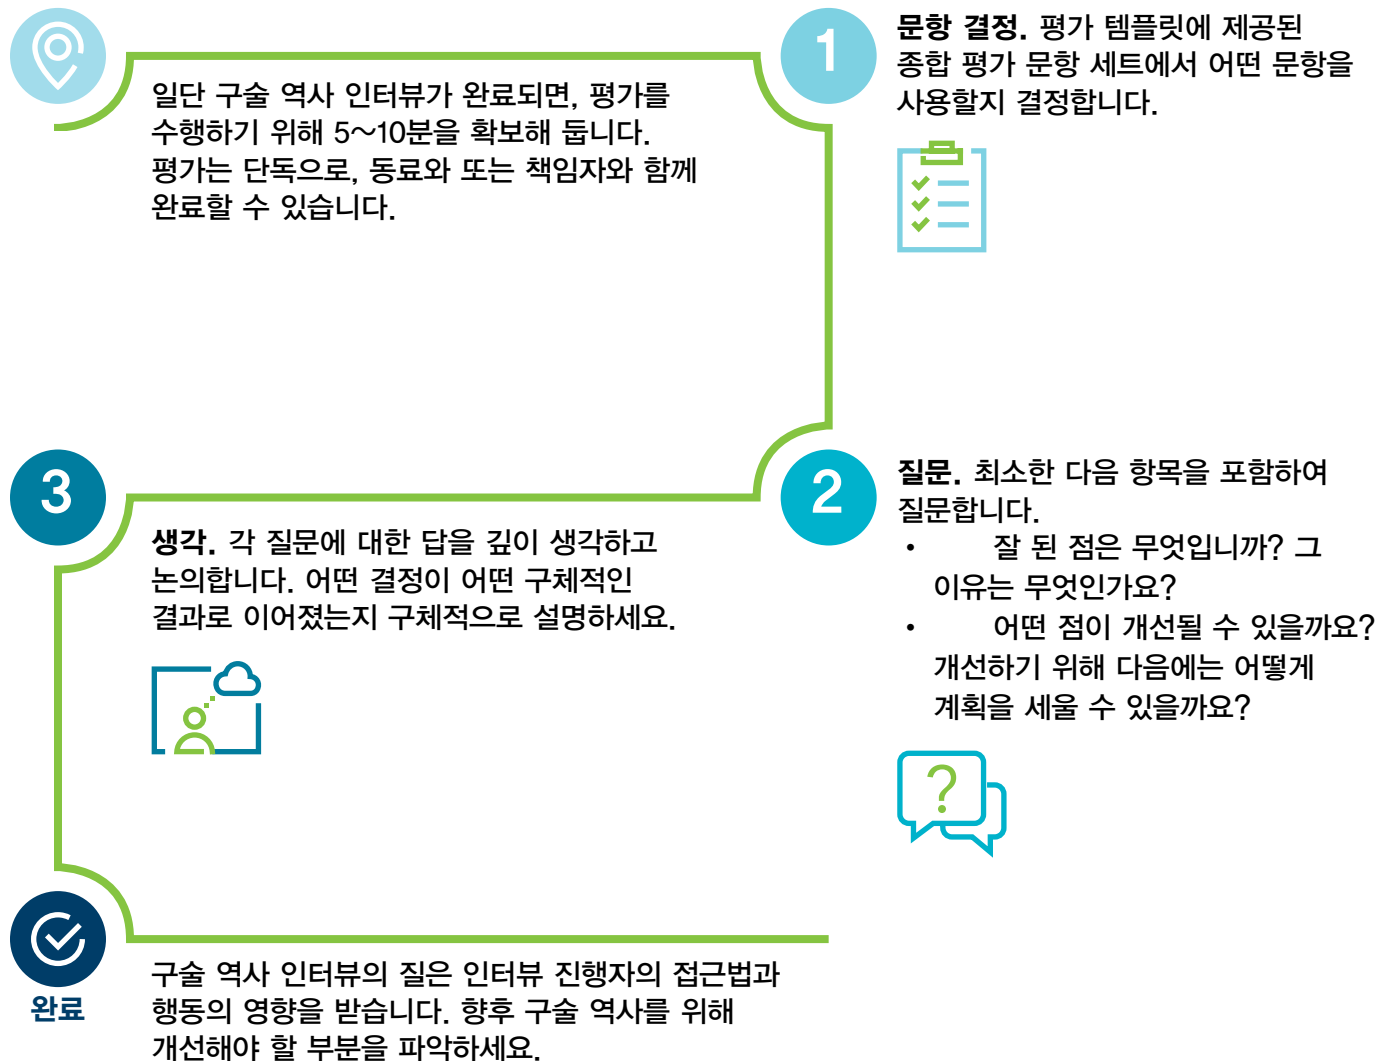 일단 구술 역사 인터뷰가 완료되면, 평가를
수행하기 위해 5~10분을 확보해 둡니다.
평가는 단독으로, 동료와 또는 책임자와 함께
완료할 수 있습니다.
1
문항 결정. 평가 템플릿에 제공된
종합 평가 문항 세트에서 어떤 문항을
사용할지 결정합니다.
2
질문. 최소한 다음 항목을 포함하여
질문합니다.
• 잘 된 점은 무엇입니까? 그
이유는 무엇인가요?
• 어떤 점이 개선될 수 있을까요?
개선하기 위해 다음에는 어떻게
계획을 세울 수 있을까요?
?
3
생각. 각 질문에 대한 답을 깊이 생각하고
논의합니다. 어떤 결정이 어떤 구체적인
결과로 이어졌는지 구체적으로 설명하세요.
완료
구술 역사 인터뷰의 질은 인터뷰 진행자의 접근법과
행동의 영향을 받습니다. 향후 구술 역사를 위해
개선해야 할 부분을 파악하세요.